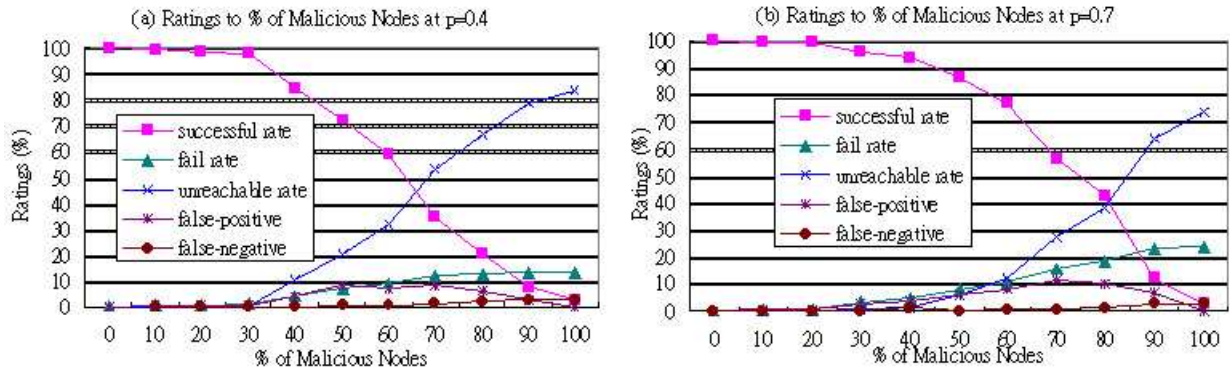 (a) Ratings to % of Malicious Nodes at p=0.4
100
90
80
70
60
50
40
30
20
10
0
Ratings (%)
successful rate
fail rate
unreachable rate
false-positive
false-negative
0 10 20 30 40 50 60 70 80 90 100
% of Malicious Nodes
(b) Ratings to % of Malicious Nodes at p=0.7
100
90
80
70
60
50
40
30
20
10
0
Ratings (%)
successful rate
fail rate
unreachable rate
false-positive
false-negative
0 10 20 30 40 50 60 70 80 90 100
% of Malicious Nodes